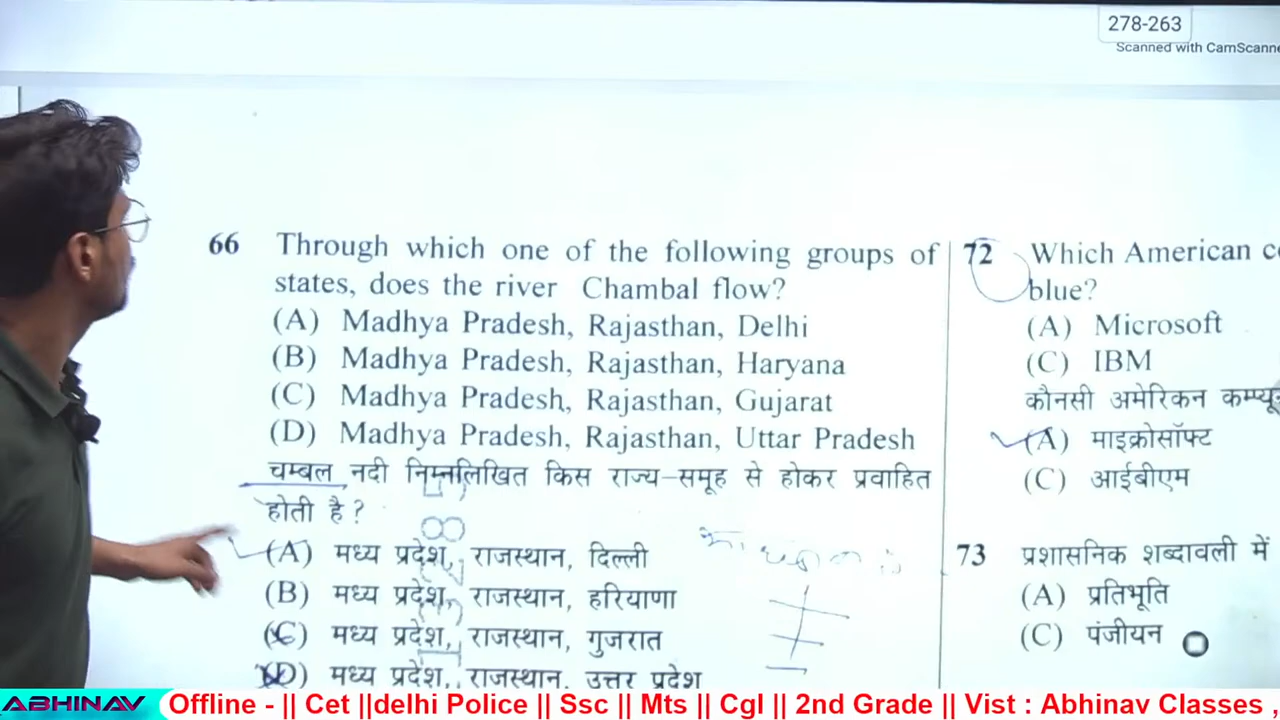 278-263
Scanned with CamScanne
66 Through which one of the following groups of
states, does the river Chambal flow?
(A) Madhya Pradesh, Rajasthan, Delhi
(B) Madhya Pradesh, Rajasthan, Haryana
(C) Madhya Pradesh, Rajasthan, Gujarat
(D) Madhya Pradesh, Rajasthan, Uttar Pradesh
चम्बल नदी निम्नलिखित किस राज्य-समूह से होकर प्रवाहित
होती है ?
(A) मध्य प्रदेश, राजस्थान, दिल्ली
(B) मध्य प्रदेश, राजस्थान, हरियाणा
(C) मध्य प्रदेश, राजस्थान, गुजरात
(D) मध्य प्रदेश, राजस्थान, उत्तर प्रदेश
72 Which American c
blue?
(A) Microsoft
(C) IBM
कौनसी अमेरिकन कम्प्यू
(A) माइक्रोसॉफ्ट
(C) आईबीएम
73 प्रशासनिक शब्दावली में
(A) प्रतिभूति
(C) पंजीयन
ABHINAV Offline - || Cet ||delhi Police || Ssc || Mts || Cgl || 2nd Grade || Vist : Abhinav Classes ,